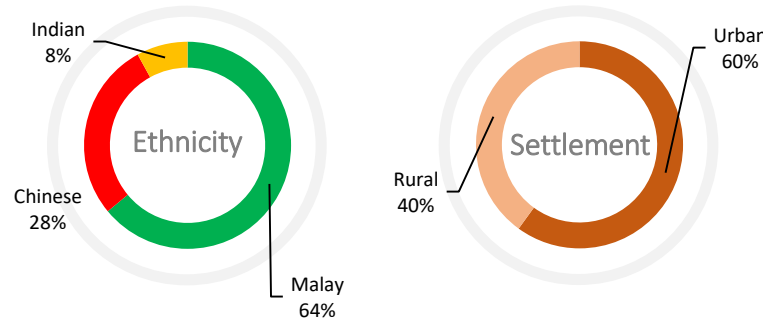 Indian
8%
Ethnicity
Chinese
28%
Malay
64%
Urban
60%
Settlement
Rural
40%